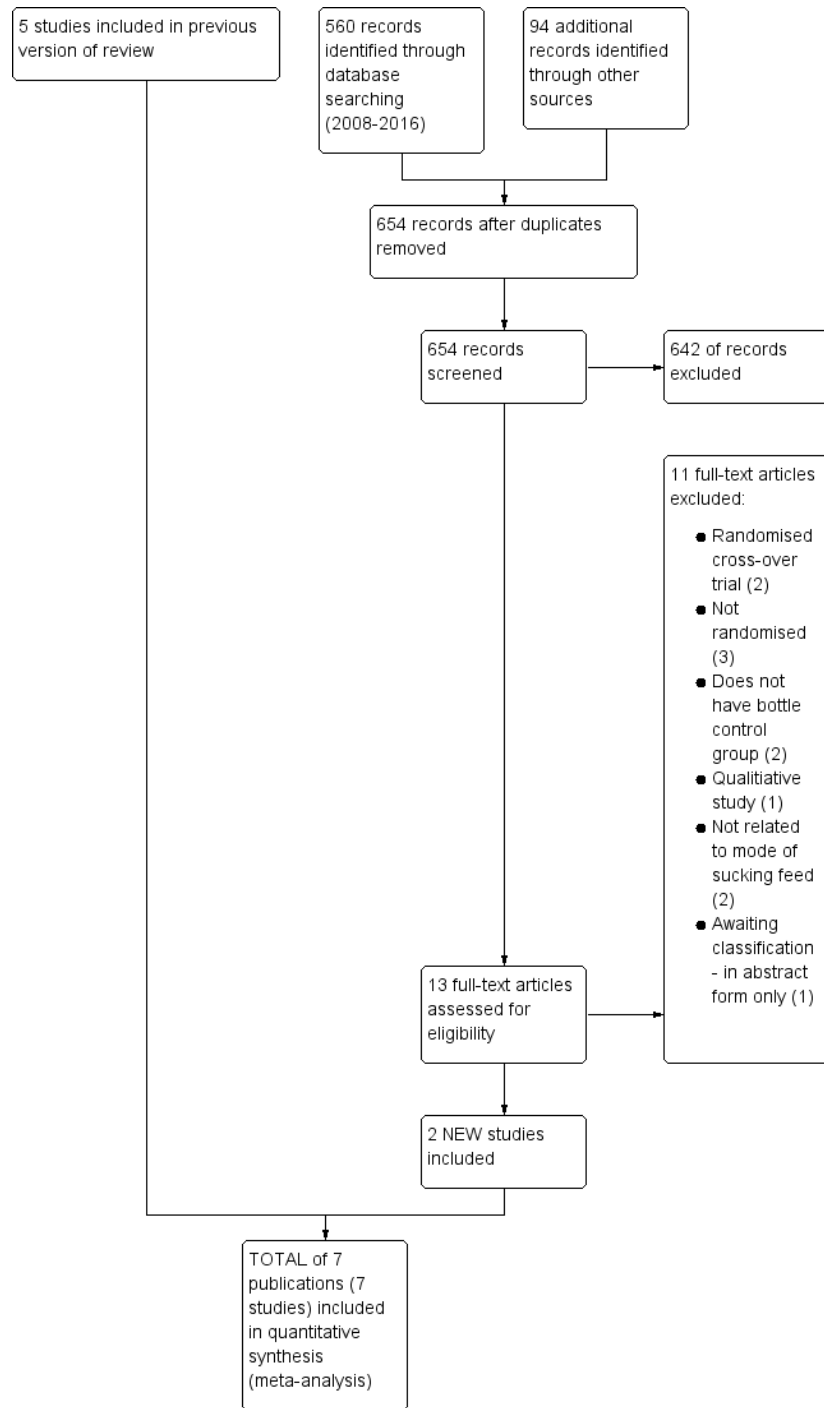 5 studies included in previous
version of review
560 records
identified through
database
searching
(2008-2016)
94 additional
records identified
through other
sources
654 records after duplicates
removed
654 records
screened
642 of records
excluded
11 full-text articles
excluded:
● Randomised
cross-over
trial (2)
● Not
randomised
(3)
● Does not
have bottle
control
group (2)
● Qualitiative
study (1)
● Not related
to mode of
sucking feed
(2)
● Awaiting
classification
- in abstract
form only (1)
13 full-text articles
assessed for
eligibility
2 NEW studies
included
TOTAL of 7
publications (7
studies) included
in quantitative
synthesis
(meta-analysis)